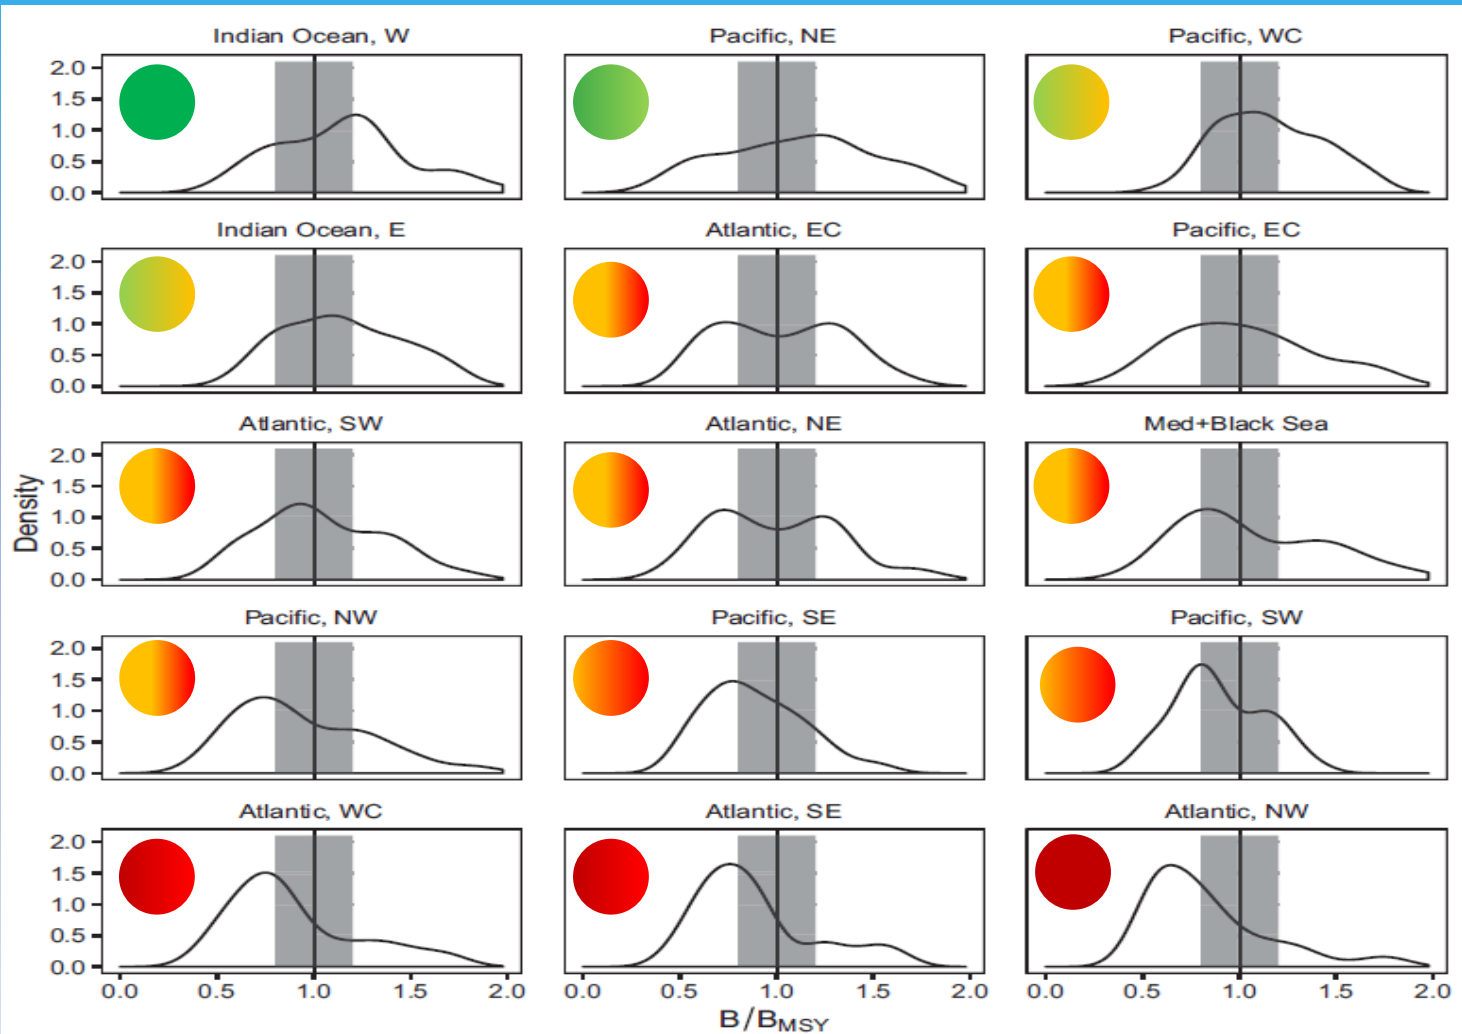 Indian Ocean, W
Pacific, NE
Pacific, WC
2.0
1.5
1.0
0.5
0.0
Indian Ocean, E
Atlantic, EC
Pacific, EC
2.0
1.5
1.0
0.5
0.0
Atlantic, SW
Atlantic, NE
Med+Black Sea
2.0
1.5
1.0
0.5
0.0
Density
Pacific, NW
Pacific, SE
Pacific, SW
2.0
1.5
1.0
0.5
0.0
Atlantic, WC
Atlantic, SE
Atlantic, NW
2.0
1.5
1.0
0.5
0.0
0.0 0.5 1.0 1.5 2.0
0.0 0.5 1.0 1.5 2.0
0.0 0.5 1.0 1.5 2.0
B/BMSY